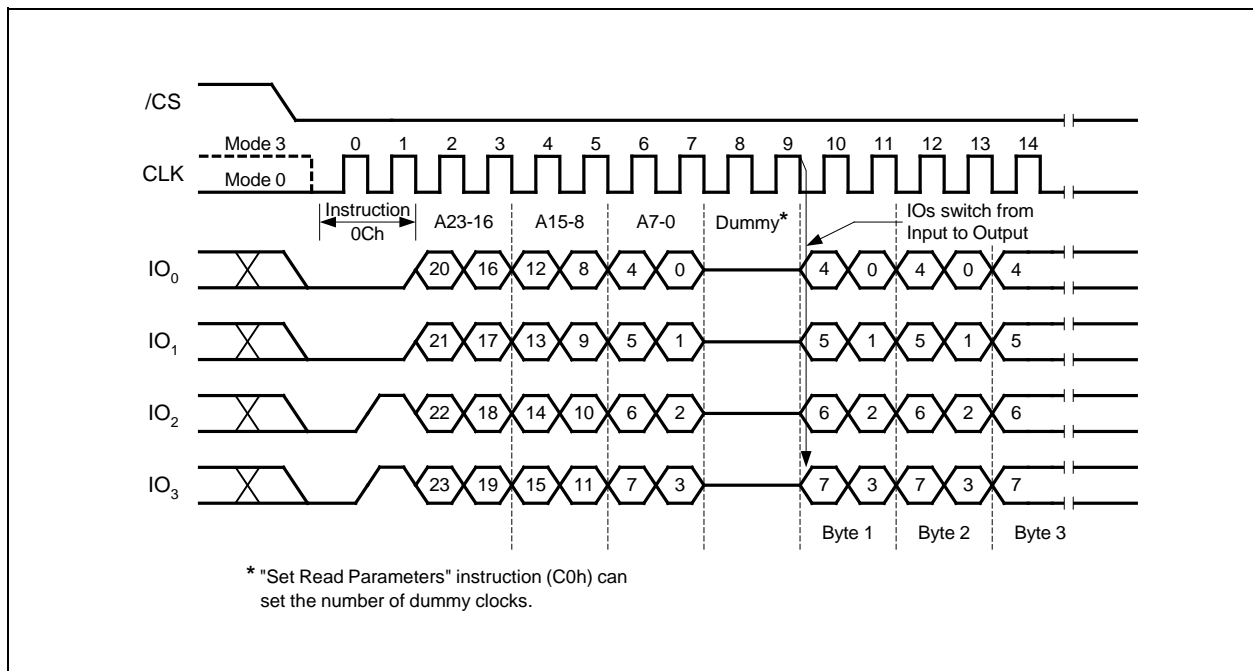 /CS
Mode 3 0 1 2 3 4 5 6 7 8 9 10 11 12 13 14
CLK
Mode 0
Instruction
0Ch
A23-16 A15-8 A7-0 Dummy*
IOs switch from
Input to Output
IO0 20 16 12 8 4 0 4 0 4 0 4
IO1 21 17 13 9 5 1 5 1 5 1 5
IO2 22 18 14 10 6 2 6 2 6 2 6
IO3 23 19 15 11 7 3 7 3 7 3 7
Byte 1 Byte 2 Byte 3
* "Set Read Parameters" instruction (C0h) can
set the number of dummy clocks.